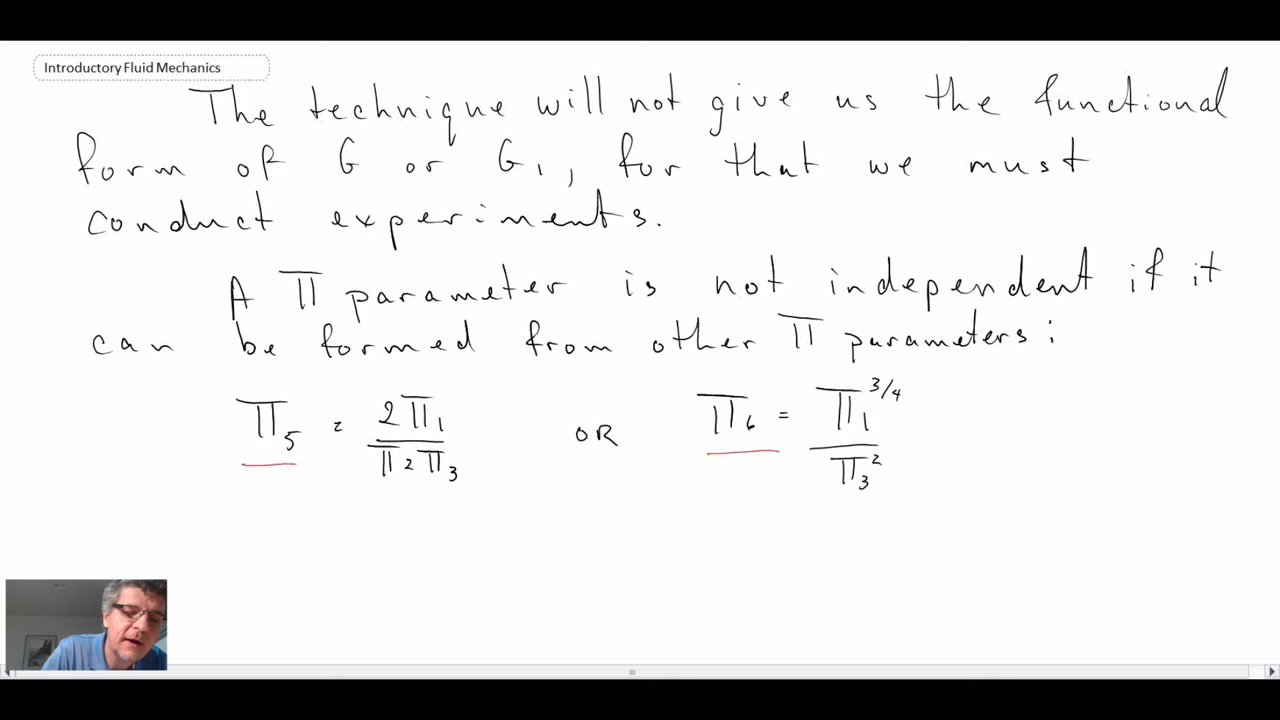 Introductory Fluid Mechanics
The technique will not give us the functional
form of G or G₁, for that we must
conduct experiments.
A Π parameter is not independent if it
can be formed from other Π parameters:
Π₅ = 2Π₁ / Π₂Π₃ OR Π₆ = Π₁^3/4 / Π₃²